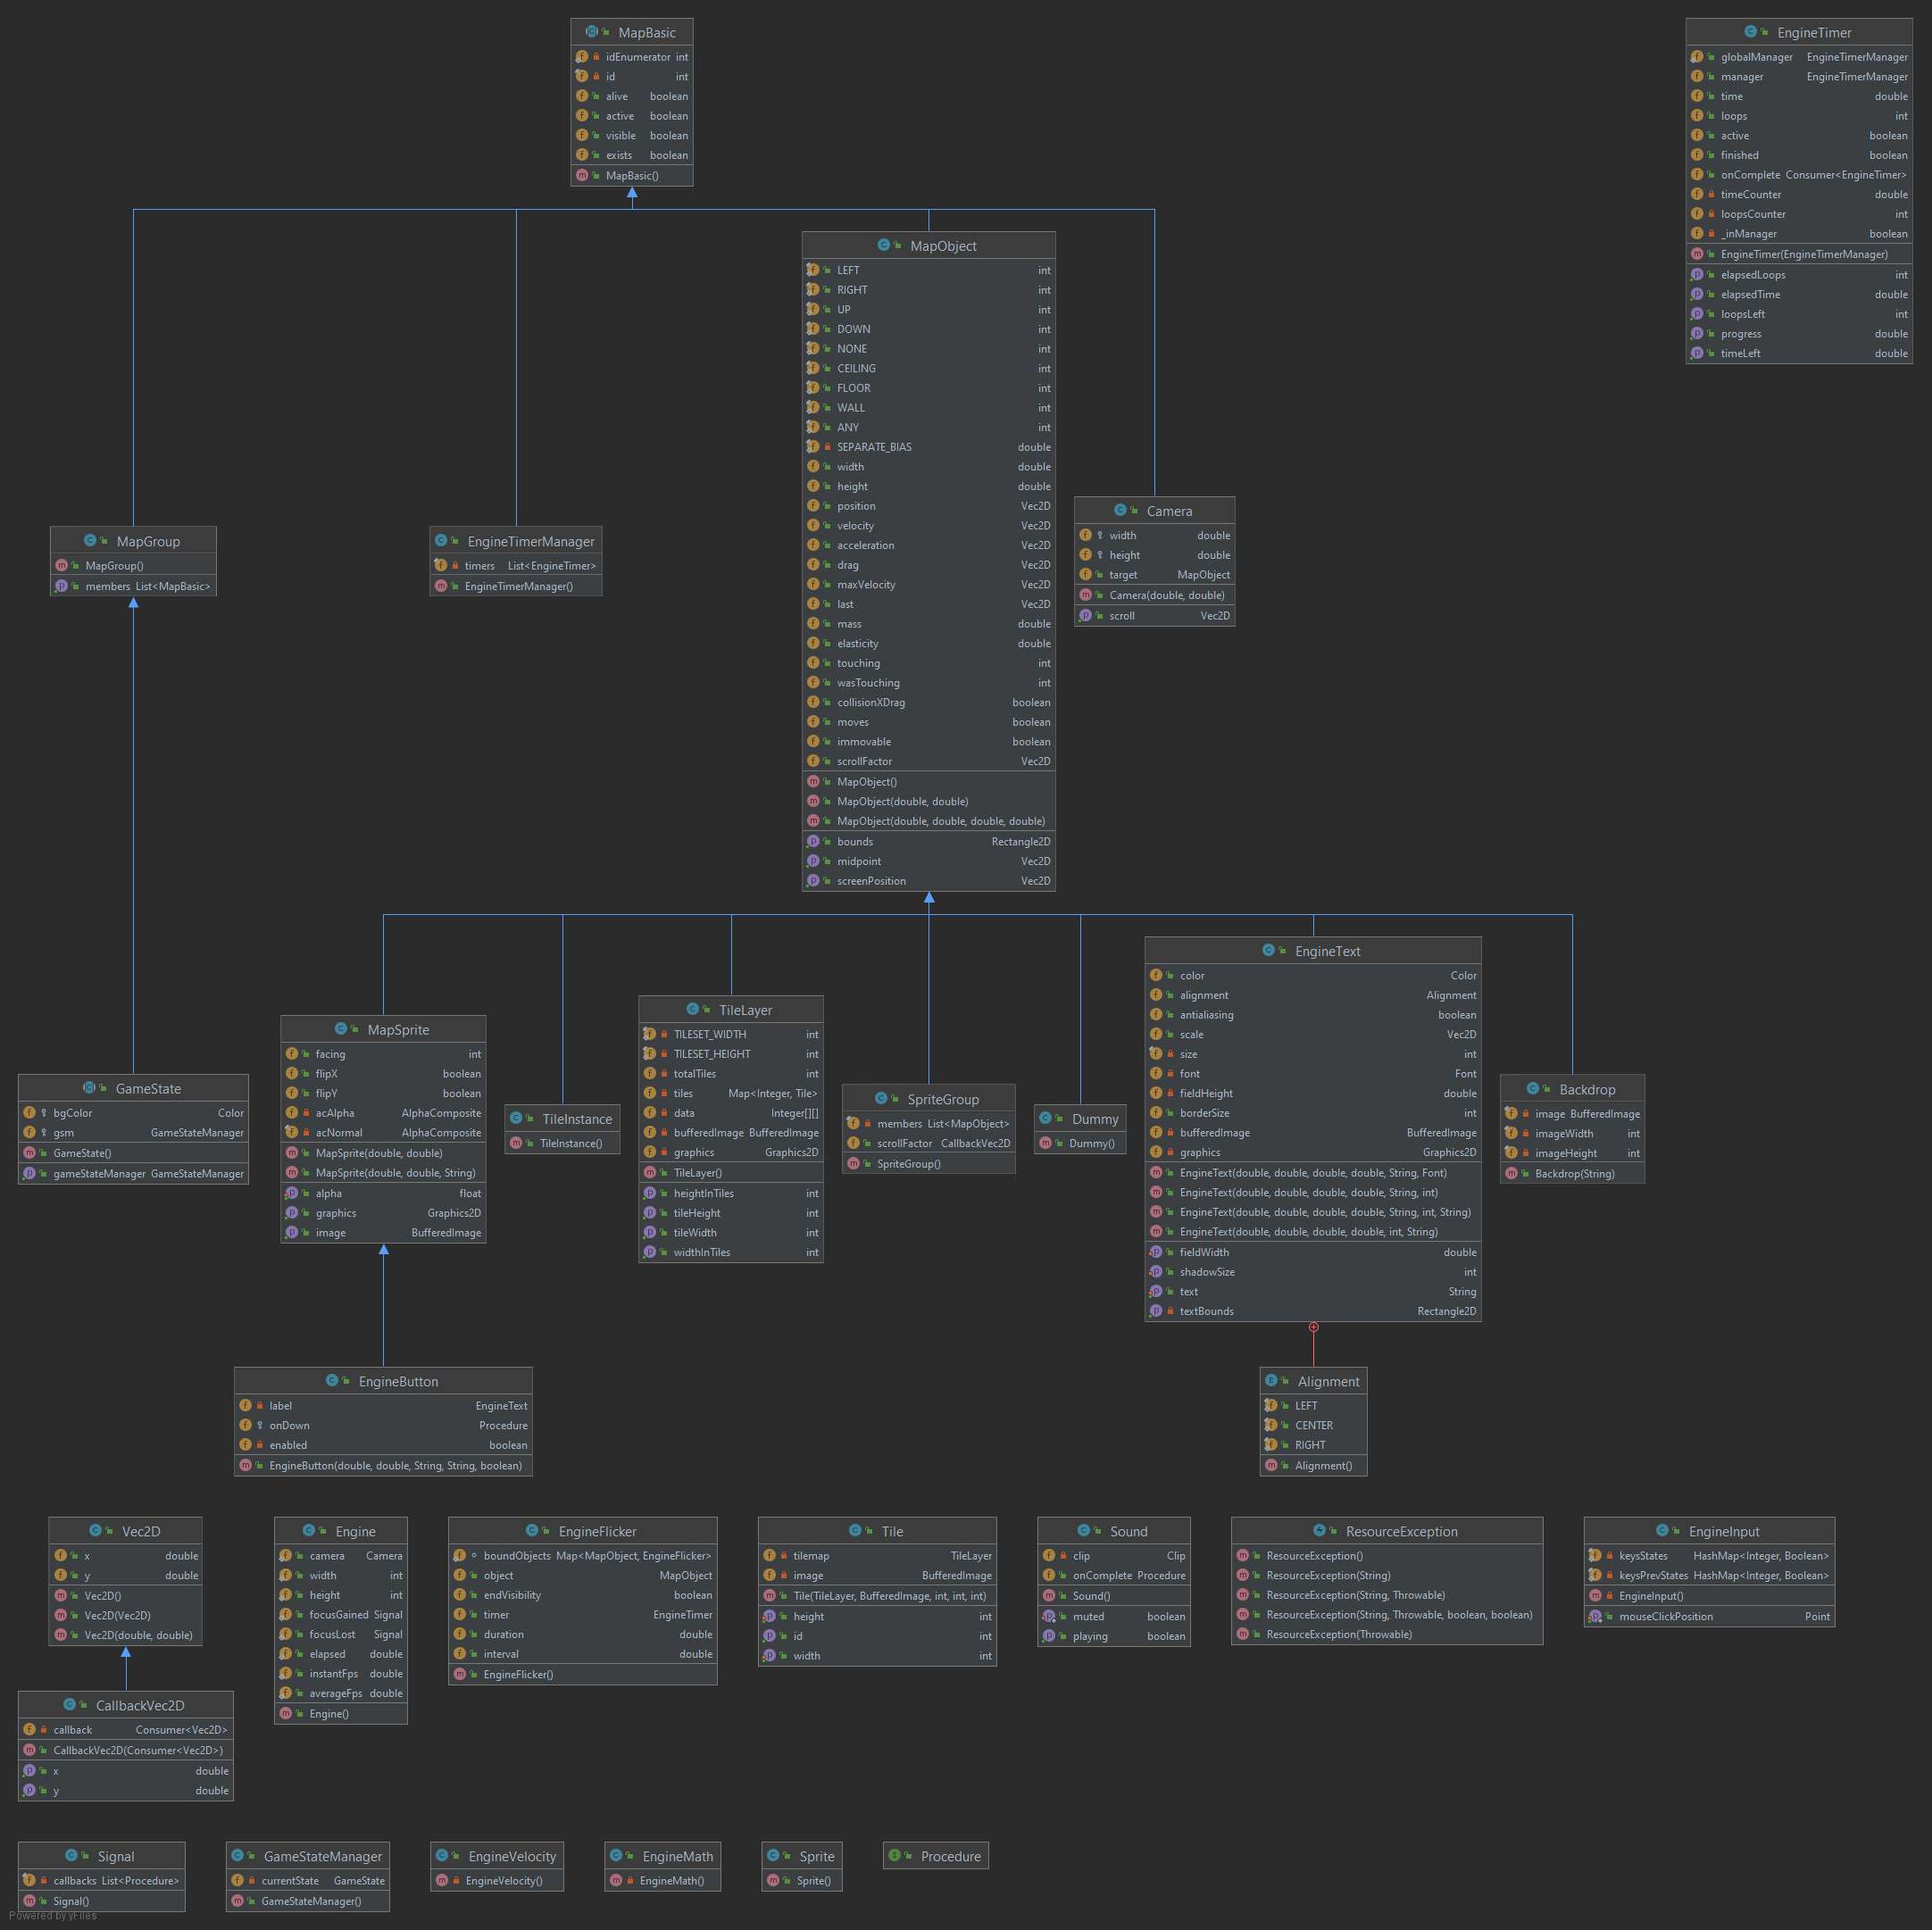 MapBasic
idEnumerator int
id int
alive boolean
active boolean
visible boolean
exists boolean
MapBasic()
EngineTimer
globalManager EngineTimerManager
manager EngineTimerManager
time double
loops int
active boolean
finished boolean
onComplete Consumer<EngineTimer>
timeCounter double
loopsCounter int
_inManager boolean
EngineTimer(EngineTimerManager)
elapsedLoops int
elapsedTime double
loopsLeft int
progress double
timeLeft double
MapObject
LEFT int
RIGHT int
UP int
DOWN int
NONE int
CEILING int
FLOOR int
WALL int
ANY int
SEPARATE_BIAS double
width double
height double
position Vec2D
velocity Vec2D
acceleration Vec2D
drag Vec2D
maxVelocity Vec2D
last Vec2D
mass double
elasticity double
touching int
wasTouching int
collisionXDrag boolean
moves boolean
immovable boolean
scrollFactor Vec2D
MapObject()
MapObject(double, double)
MapObject(double, double, double, double)
bounds Rectangle2D
midpoint Vec2D
screenPosition Vec2D
MapGroup
MapGroup()
members List<MapBasic>
EngineTimerManager
timers List<EngineTimer>
EngineTimerManager()
Camera
width double
height double
target MapObject
Camera(double, double)
scroll Vec2D
GameState
bgColor Color
gsm GameStateManager
GameState()
gameStateManager GameStateManager
MapSprite
facing int
flipX boolean
flipY boolean
acAlpha AlphaComposite
acNormal AlphaComposite
MapSprite(double, double)
MapSprite(double, double, String)
alpha float
graphics Graphics2D
image BufferedImage
TileInstance
TileInstance()
TileLayer
TILESET_WIDTH int
TILESET_HEIGHT int
totalTiles int
tiles Map<Integer, Tile>
data Integer[][]
bufferedImage BufferedImage
graphics Graphics2D
TileLayer()
heightInTiles int
tileHeight int
tileWidth int
widthInTiles int
SpriteGroup
members List<MapObject>
scrollFactor CallbackVec2D
SpriteGroup()
Dummy
Dummy()
EngineText
color Color
alignment Alignment
antialiasing boolean
scale Vec2D
size int
font Font
fieldHeight double
borderSize int
bufferedImage BufferedImage
graphics Graphics2D
EngineText(double, double, double, double, String, Font)
EngineText(double, double, double, double, String, int)
EngineText(double, double, double, double, String, int, String)
EngineText(double, double, double, double, int, String)
fieldWidth double
shadowSize int
text String
textBounds Rectangle2D
Backdrop
image BufferedImage
imageWidth int
imageHeight int
Backdrop(String)
EngineButton
label EngineText
onDown Procedure
enabled boolean
EngineButton(double, double, String, String, boolean)
Alignment
LEFT
CENTER
RIGHT
Alignment()
Vec2D
x double
y double
Vec2D()
Vec2D(Vec2D)
Vec2D(double, double)
Engine
camera Camera
width int
height int
focusGained Signal
focusLost Signal
elapsed double
instantFps double
averageFps double
Engine()
EngineFlicker
boundObjects Map<MapObject, EngineFlicker>
object MapObject
endVisibility boolean
timer EngineTimer
duration double
interval double
EngineFlicker()
Tile
tilemap TileLayer
image BufferedImage
Tile(TileLayer, BufferedImage, int, int, int)
height int
id int
width int
Sound
clip Clip
onComplete Procedure
Sound()
muted boolean
playing boolean
ResourceException
ResourceException()
ResourceException(String)
ResourceException(String, Throwable)
ResourceException(String, Throwable, boolean, boolean)
ResourceException(Throwable)
EngineInput
keysStates HashMap<Integer, Boolean>
keysPrevStates HashMap<Integer, Boolean>
EngineInput()
mouseClickPosition Point
CallbackVec2D
callback Consumer<Vec2D>
CallbackVec2D(Consumer<Vec2D>)
x double
y double
Signal
callbacks List<Procedure>
Signal()
GameStateManager
currentState GameState
GameStateManager()
EngineVelocity
EngineVelocity()
EngineMath
EngineMath()
Sprite
Sprite()
Procedure
Powered by yFiles